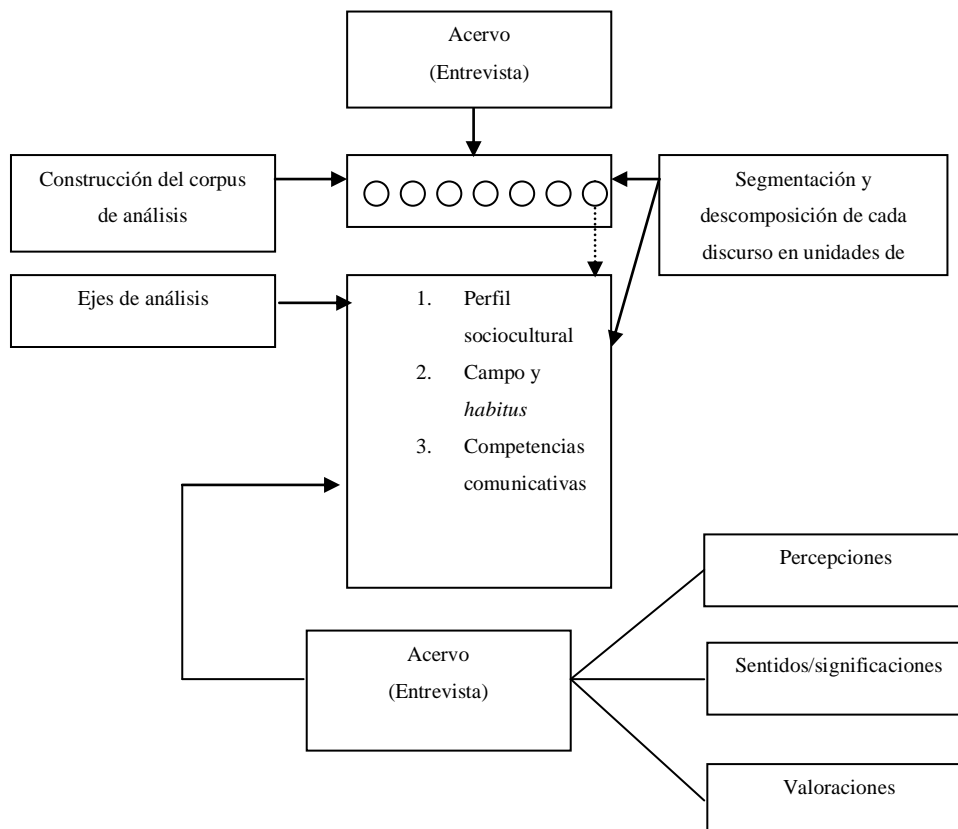 Acervo
(Entrevista)
Construcción del corpus
de análisis
Segmentación y
descomposición de cada
discurso en unidades de
Ejes de análisis
1. Perfil
sociocultural
2. Campo y
habitus
3. Competencias
comunicativas
Percepciones
Acervo
(Entrevista)
Sentidos/significaciones
Valoraciones